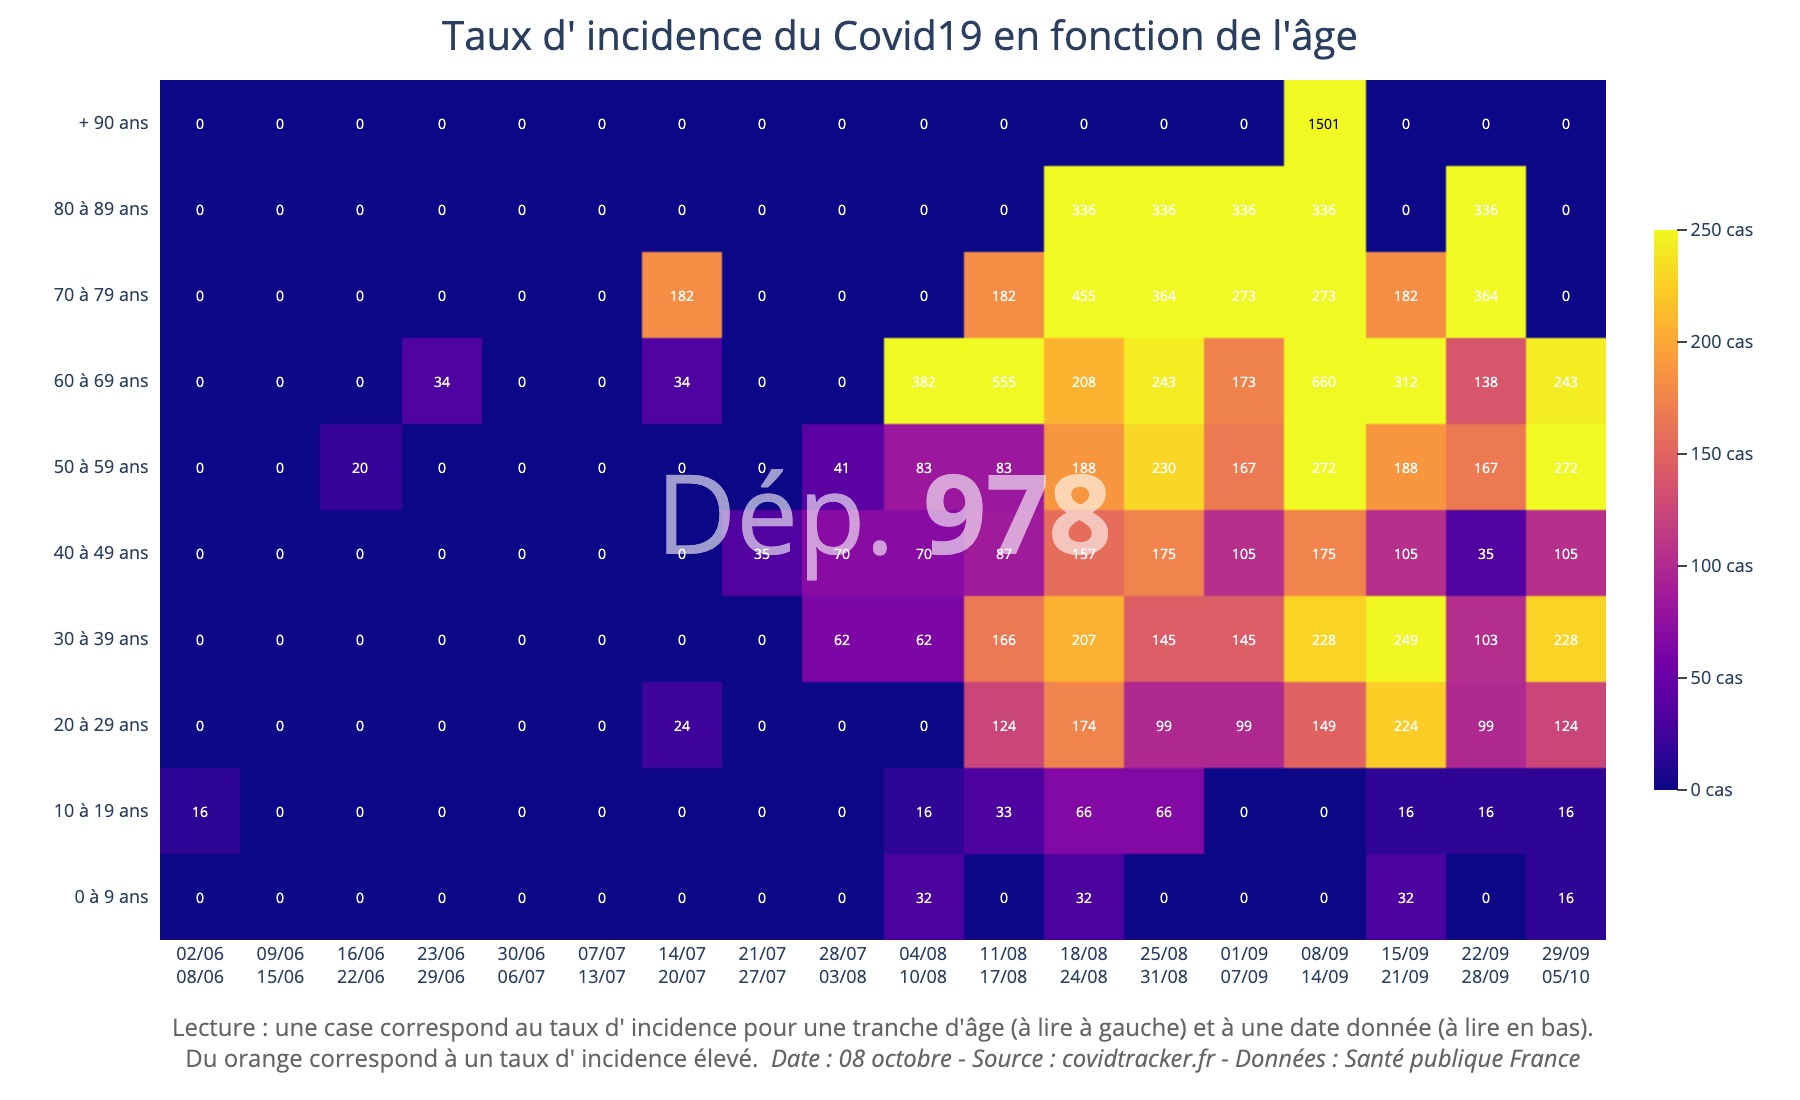 Taux d' incidence du Covid19 en fonction de l'âge
+ 90 ans 0 0 0 0 0 0 0 0 0 0 0 0 0 0 1501 0 0 0
80 à 89 ans 0 0 0 0 0 0 0 0 0 0 0 336 336 336 336 0 336 0
70 à 79 ans 0 0 0 0 0 0 182 0 0 0 182 455 364 273 273 182 364 0
60 à 69 ans 0 0 0 34 0 0 34 0 0 382 555 208 243 173 660 312 138 243
50 à 59 ans 0 0 20 0 0 0 0 0 41 83 83 188 230 167 272 188 167 272
Dép. 978
40 à 49 ans 0 0 0 0 0 0 0 35 70 70 87 157 175 105 175 105 35 105
30 à 39 ans 0 0 0 0 0 0 0 0 62 62 166 207 145 145 228 249 103 228
20 à 29 ans 0 0 0 0 0 0 24 0 0 0 124 174 99 99 149 224 99 124
10 à 19 ans 16 0 0 0 0 0 0 0 0 16 33 66 66 0 0 16 16 16
0 à 9 ans 0 0 0 0 0 0 0 0 0 32 0 32 0 0 0 32 0 16
02/06 09/06 16/06 23/06 30/06 07/07 14/07 21/07 28/07 04/08 11/08 18/08 25/08 01/09 08/09 15/09 22/09 29/09
08/06 15/06 22/06 29/06 06/07 13/07 20/07 27/07 03/08 10/08 17/08 24/08 31/08 07/09 14/09 21/09 28/09 05/10
250 cas
200 cas
150 cas
100 cas
50 cas
0 cas
Lecture : une case correspond au taux d' incidence pour une tranche d'âge (à lire à gauche) et à une date donnée (à lire en bas).
Du orange correspond à un taux d' incidence élevé. Date : 08 octobre - Source : covidtracker.fr - Données : Santé publique France